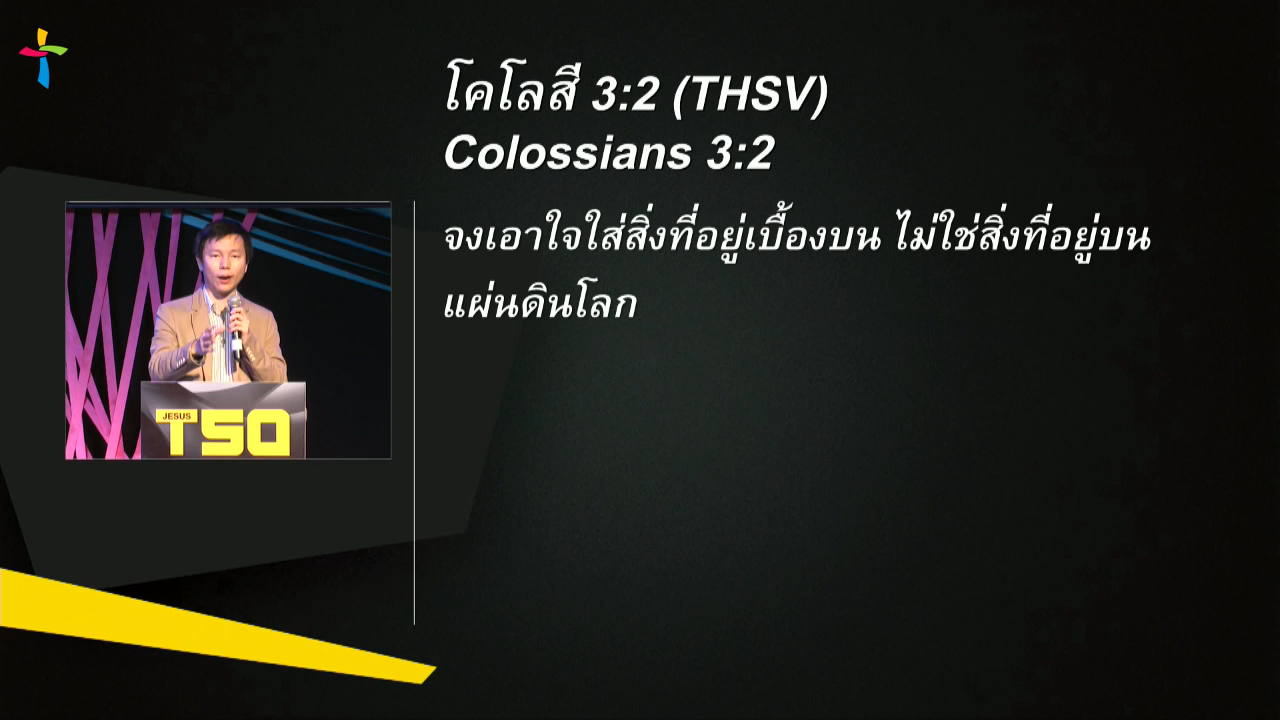 โคโลสี 3:2 (THSV)
Colossians 3:2
จงเอาใจใส่สิ่งที่อยู่เบื้องบน ไม่ใช่สิ่งที่อยู่บน
แผ่นดินโลก
JESUS
TSQ